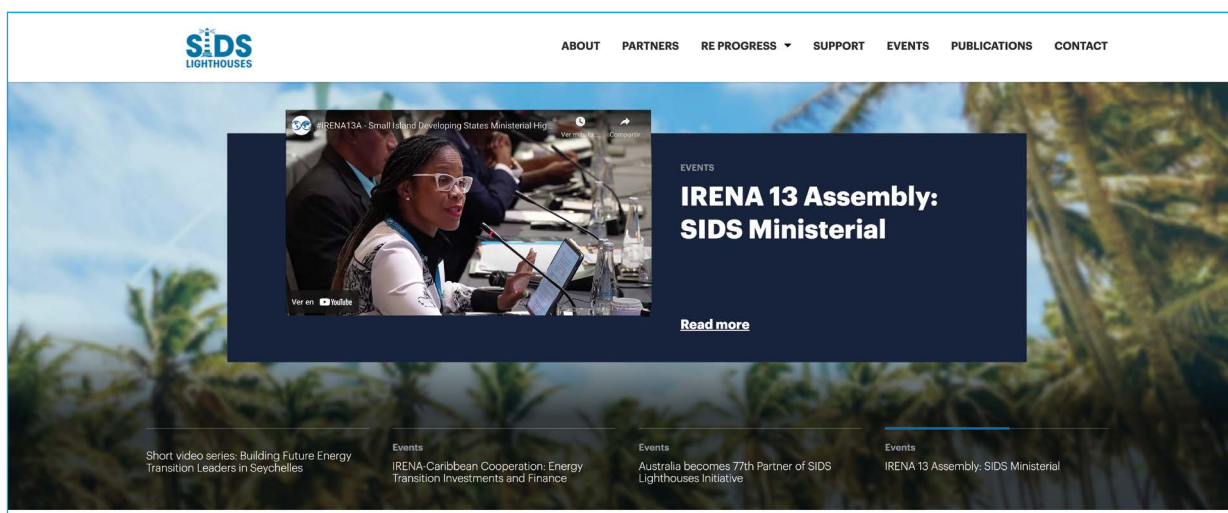 SiDS
LIGHTHOUSES
ABOUT PARTNERS RE PROGRESS SUPPORT EVENTS PUBLICATIONS CONTACT
#IRENA13A - Small Island Developing States Ministerial Hig...
Compartir
Ver en YouTube
EVENTS
IRENA 13 Assembly:
SIDS Ministerial
Read more
Short video series: Building Future Energy
Transition Leaders in Seychelles
Events
IRENA-Caribbean Cooperation: Energy
Transition Investments and Finance
Events
Australia becomes 77th Partner of SIDS
Lighthouses Initiative
Events
IRENA 13 Assembly: SIDS Ministerial